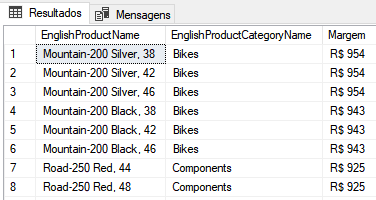 Resultados Mensagens
EnglishProductName EnglishProductCategoryName Margem
1 Mountain-200 Silver, 38 Bikes R$ 954
2 Mountain-200 Silver, 42 Bikes R$ 954
3 Mountain-200 Silver, 46 Bikes R$ 954
4 Mountain-200 Black, 38 Bikes R$ 943
5 Mountain-200 Black, 42 Bikes R$ 943
6 Mountain-200 Black, 46 Bikes R$ 943
7 Road-250 Red, 44 Components R$ 925
8 Road-250 Red, 48 Components R$ 925